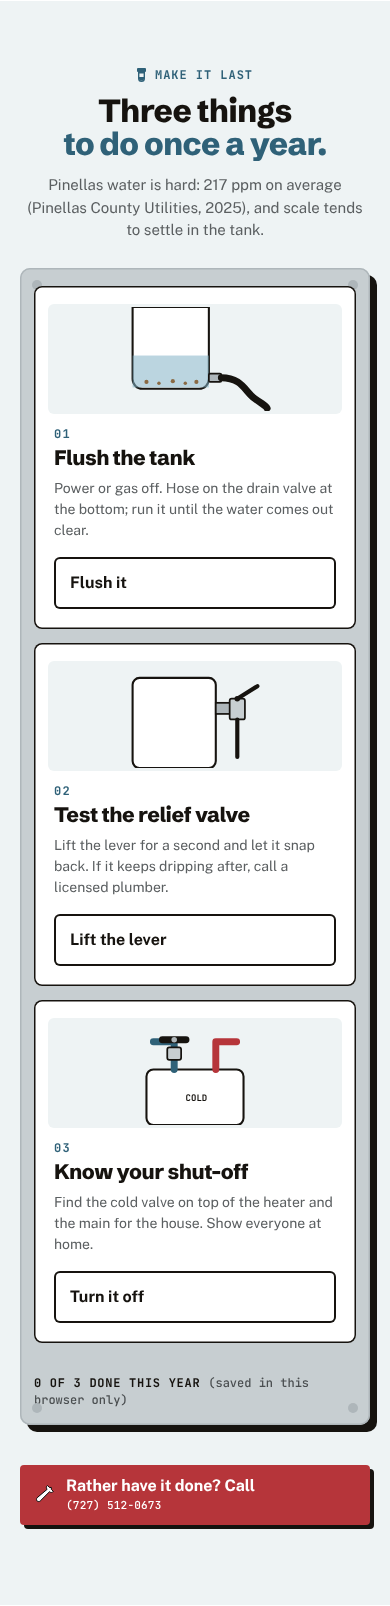 MAKE IT LAST
Three things
to do once a year.
Pinellas water is hard: 217 ppm on average
(Pinellas County Utilities, 2025), and scale tends
to settle in the tank.
01
Flush the tank
Power or gas off. Hose on the drain valve at
the bottom; run it until the water comes out
clear.
Flush it
02
Test the relief valve
Lift the lever for a second and let it snap
back. If it keeps dripping after, call a
licensed plumber.
Lift the lever
COLD
03
Know your shut-off
Find the cold valve on top of the heater and
the main for the house. Show everyone at
home.
Turn it off
0 OF 3 DONE THIS YEAR (saved in this
browser only)
Rather have it done? Call
(727) 512-0673